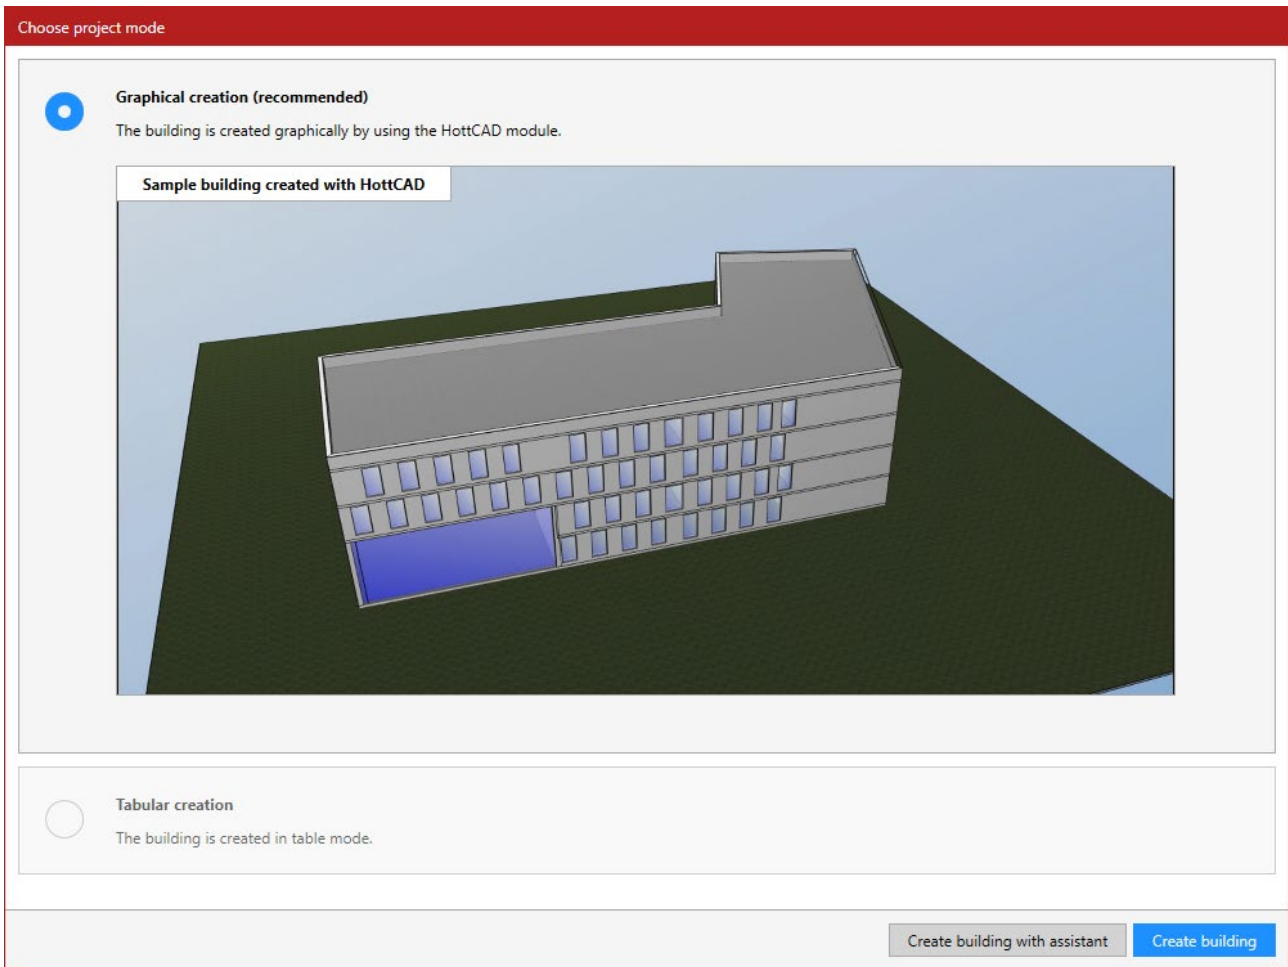 Choose project mode
Graphical creation (recommended)
The building is created graphically by using the HottCAD module.
Sample building created with HottCAD
Tabular creation
The building is created in table mode.
Create building with assistant
Create building